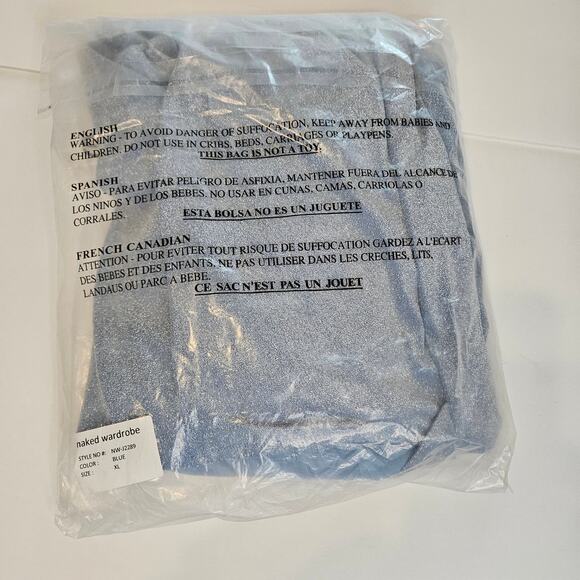 ENGLISH
WARNING - TO AVOID DANGER OF SUFFOCATION, KEEP AWAY FROM BABIES AND
CHILDREN. DO NOT USE IN CRIBS, BEDS, CARRIAGES OR PLAYPENS.
THIS BAG IS NOT A TOY.
SPANISH
AVISO - PARA EVITAR PELIGRO DE ASFIXIA, MANTENER FUERA DEL ALCANCE DE
LOS NINOS Y DE LOS BEBES. NO USAR EN CUNAS, CAMAS, CARRIOLAS O
CORRALES.
ESTA BOLSA NO ES UN JUGUETE
FRENCH CANADIAN
ATTENTION - POUR EVITER TOUT RISQUE DE SUFFOCATION GARDEZ A L'ECART
DES BEBES ET DES ENFANTS. NE PAS UTILISER DANS LES CRECHES, LITS,
LANDAUS OU PARC A BEBE.
CE SAC N'EST PAS UN JOUET
naked wardrobe
STYLE NO #: NW-J2289
COLOR : BLUE
SIZE : XL